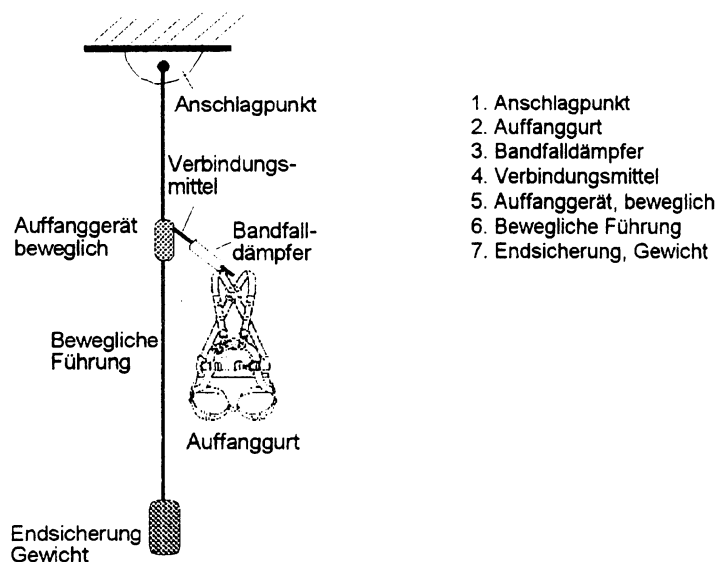 Anschlagpunkt
Verbindungs-
mittel
Auffanggerät
beweglich
Bandfall-
dämpfer
Bewegliche
Führung
Auffanggurt
Endsicherung
Gewicht
1. Anschlagpunkt
2. Auffanggurt
3. Bandfalldämpfer
4. Verbindungsmittel
5. Auffanggerät, beweglich
6. Bewegliche Führung
7. Endsicherung, Gewicht